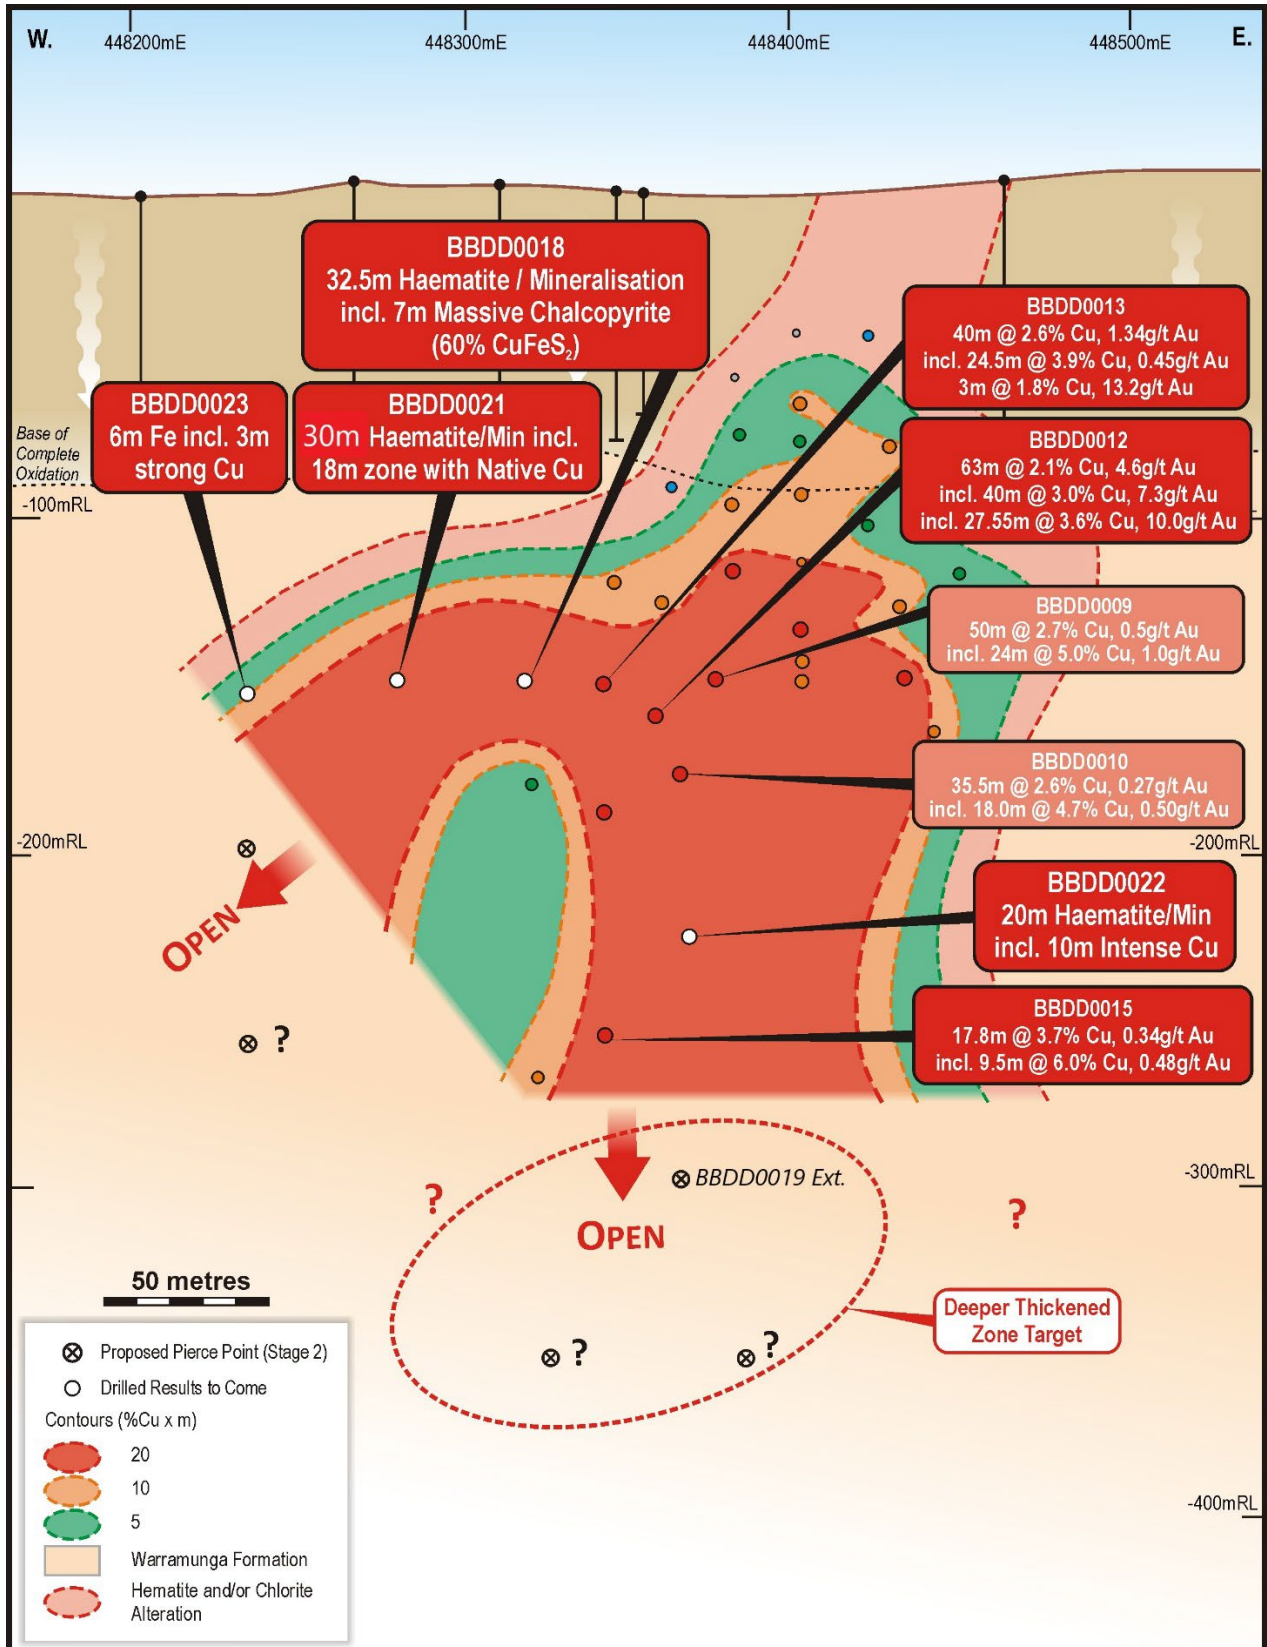 W.
448200mE
448300mE
448400mE
448500mE
E.
BBDD0018
32.5m Haematite / Mineralisation
incl. 7m Massive Chalcopyrite
(60% CuFeS₂)
BBDD0013
40m @ 2.6% Cu, 1.34g/t Au
incl. 24.5m @ 3.9% Cu, 0.45g/t Au
3m @ 1.8% Cu, 13.2g/t Au
BBDD0023
6m Fe incl. 3m
strong Cu
BBDD0021
30m Haematite/Min incl.
18m zone with Native Cu
Base of
Complete
Oxidation
BBDD0012
63m @ 2.1% Cu, 4.6g/t Au
incl. 40m @ 3.0% Cu, 7.3g/t Au
incl. 27.55m @ 3.6% Cu, 10.0g/t Au
-100mRL
BBDD0009
50m @ 2.7% Cu, 0.5g/t Au
incl. 24m @ 5.0% Cu, 1.0g/t Au
BBDD0010
35.5m @ 2.6% Cu, 0.27g/t Au
incl. 18.0m @ 4.7% Cu, 0.50g/t Au
-200mRL
-200mRL
OPEN
BBDD0022
20m Haematite/Min
incl. 10m Intense Cu
BBDD0015
17.8m @ 3.7% Cu, 0.34g/t Au
incl. 9.5m @ 6.0% Cu, 0.48g/t Au
?
BBDD0019 Ext.
-300mRL
?
?
OPEN
50 metres
Deeper Thickened
Zone Target
?
?
Proposed Pierce Point (Stage 2)
Drilled Results to Come
Contours (%Cu x m)
20
10
5
Warramunga Formation
Hematite and/or Chlorite
Alteration
-400mRL